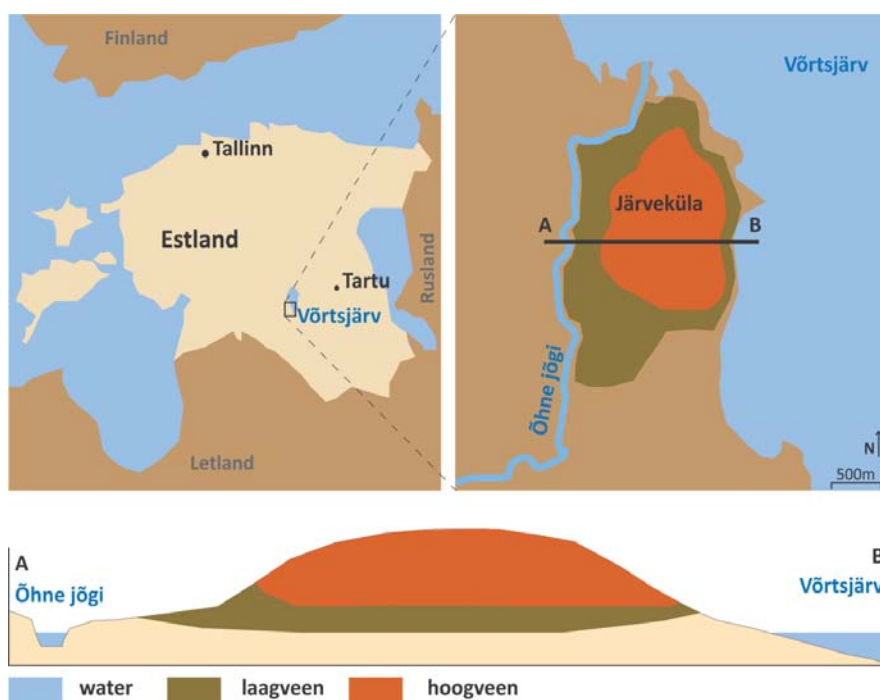 Finland
Tallinn
Estland
Tartu
Võrtsjärv
Rusland
Letland
Võrtsjärv
Järveküla
A
B
Õhne jõgi
N
500m
A
Õhne jõgi
B
Võrtsjärv
water
laagveen
hoogveen